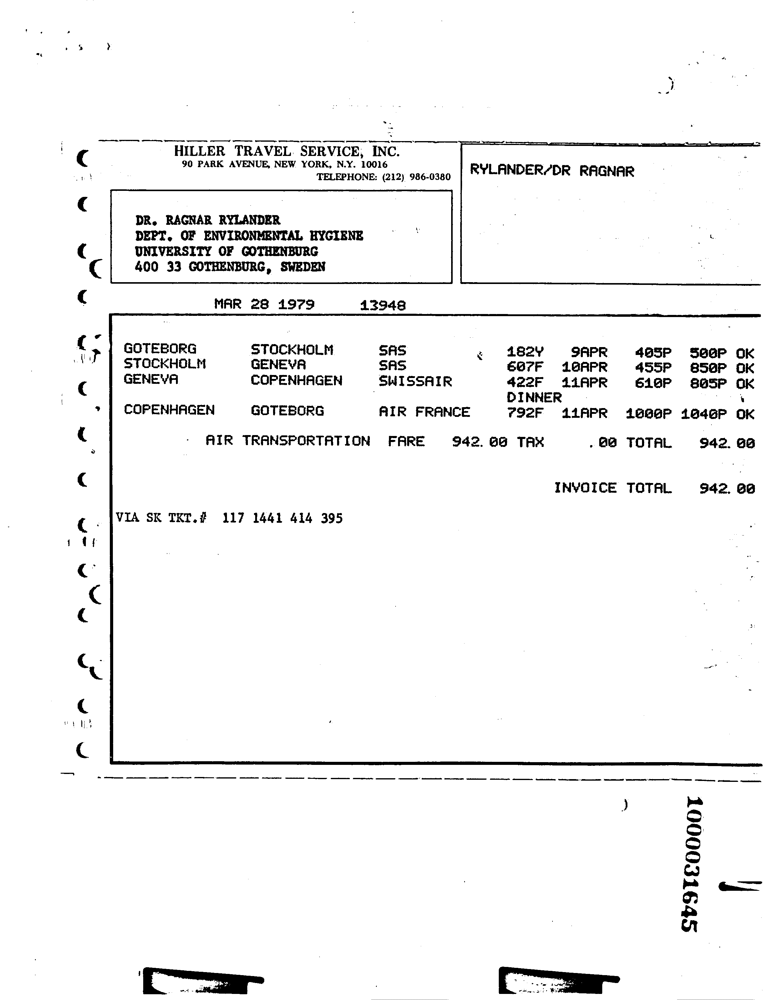 HILLER TRAVEL SERVICE, INC.
90 PARK AVENUE, NEW YORK, N.Y. 10016
TELEPHONE: (212) 986-0380
RYLANDER/DR RAGNAR
DR. RAGNAR RYLANDER
DEPT. OF ENVIRONMENTAL HYGIENE
UNIVERSITY OF GOTHENBURG
400 33 GOTHENBURG, SWEDEN
MAR 28 1979 13948
GOTEBORG STOCKHOLM SAS 182Y 9APR 405P 500P OK
STOCKHOLM GENEVA SAS 607F 10APR 455P 850P OK
GENEVA COPENHAGEN SWISSAIR 422F 11APR 610P 805P OK
DINNER
COPENHAGEN GOTEBORG AIR FRANCE 792F 11APR 1000P 1040P OK
AIR TRANSPORTATION FARE 942.00 TAX .00 TOTAL 942.00
INVOICE TOTAL 942.00
VIA SK TKT.# 117 1441 414 395
1000031645